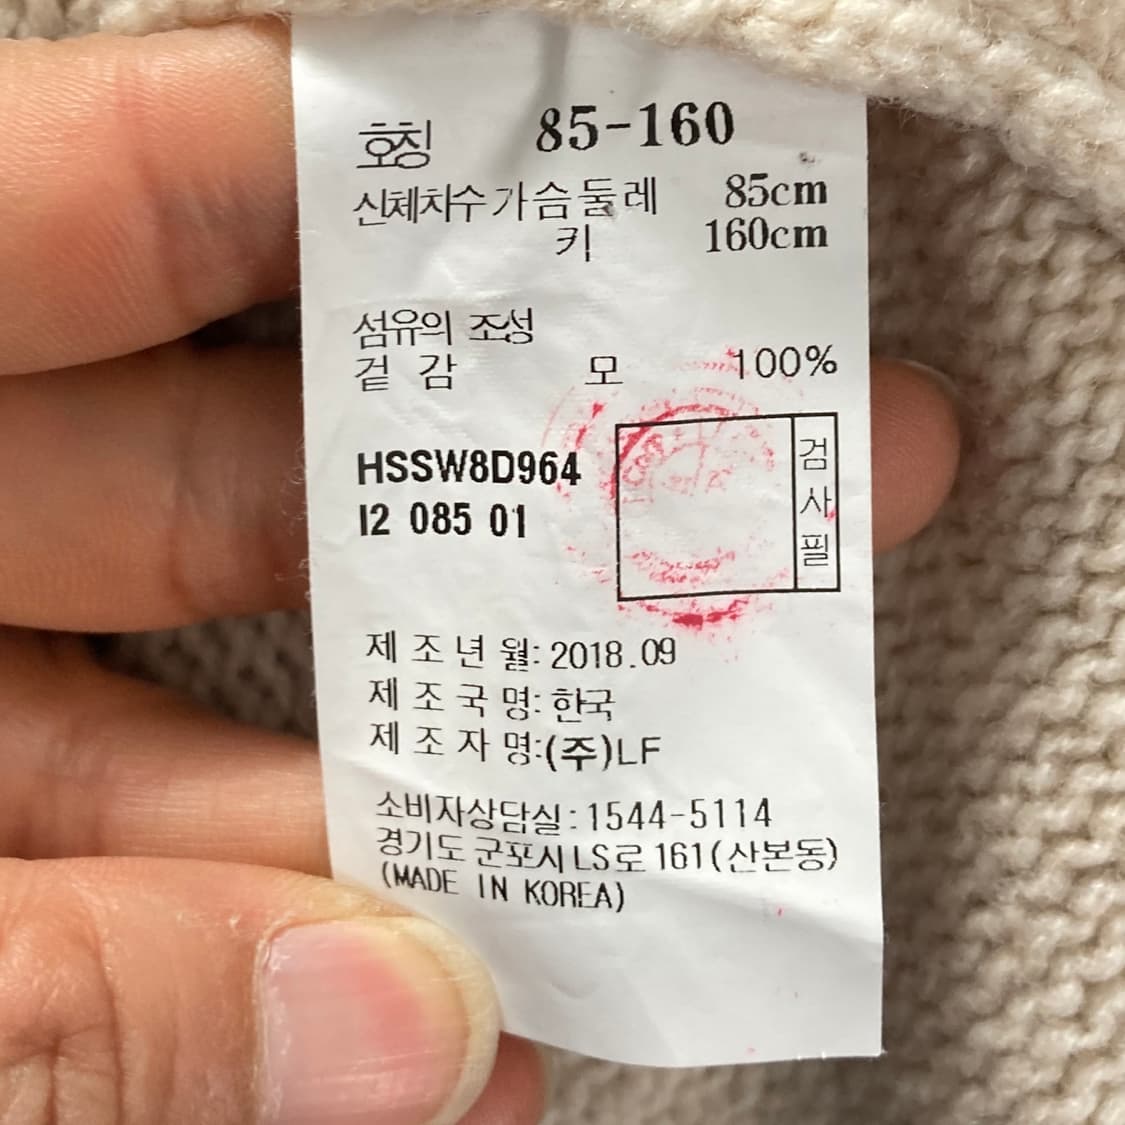 호칭 85-160
신체치수 가슴둘레 85cm
키 160cm
섬유의 조성
겉 감 모 100%
HSSW8D964
I2 085 01
검사필
제 조 년 월: 2018.09
제 조 국 명: 한국
제 조 자 명:(주)LF
소비자상담실:1544-5114
경기도 군포시 LS로 161(산본동)
(MADE IN KOREA)